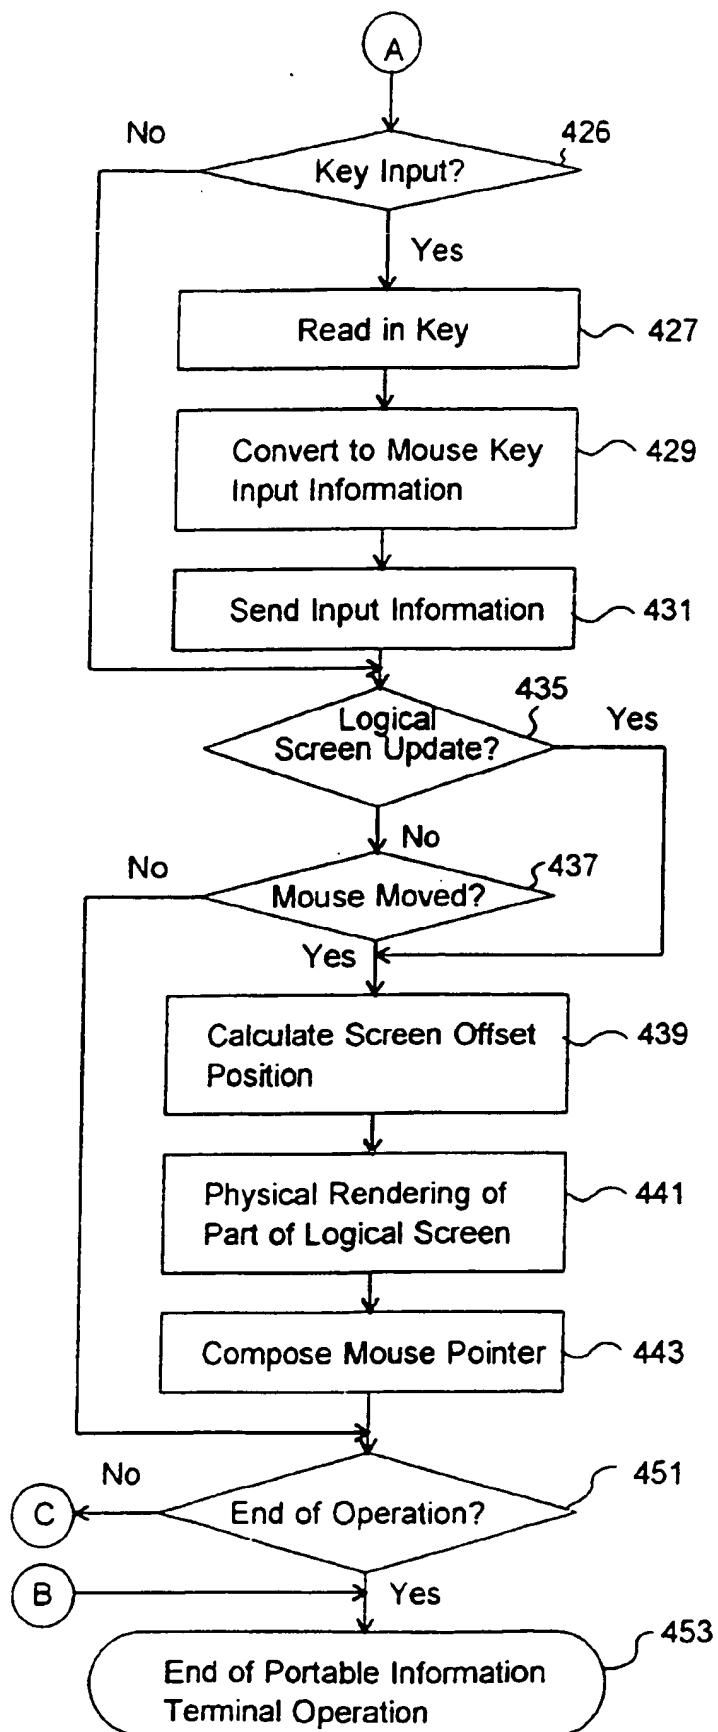 A
No
426
Key Input?
Yes
Read in Key
427
Convert to Mouse Key
Input Information
429
Send Input Information
431
435
Logical
Screen Update?
Yes
No
No
437
Mouse Moved?
Yes
Calculate Screen Offset
Position
439
Physical Rendering of
Part of Logical Screen
441
Compose Mouse Pointer
443
No
451
C
End of Operation?
B
Yes
453
End of Portable Information
Terminal Operation